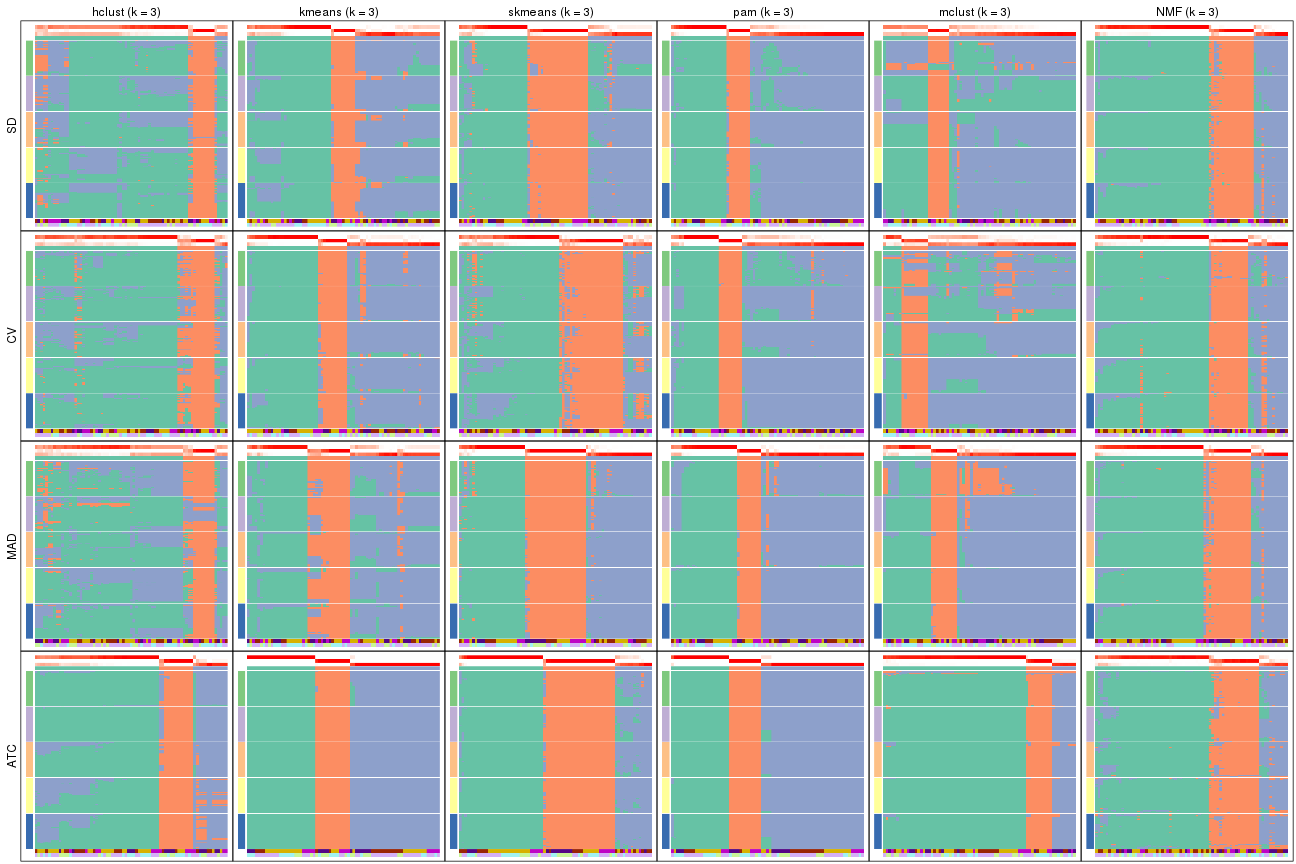 hclust (k = 3) kmeans (k = 3) skmeans (k = 3) pam (k = 3) mclust (k = 3) NMF (k = 3)
SD
CV
MAD
ATC